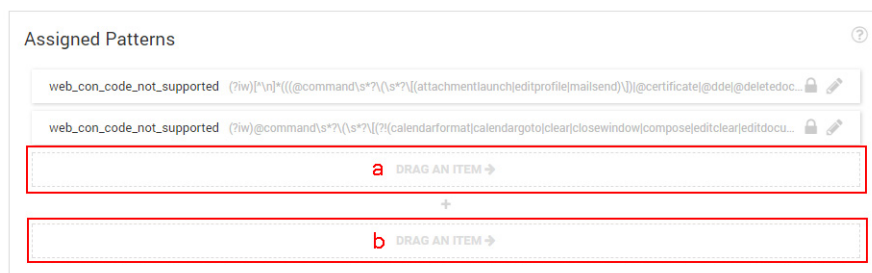 Assigned Patterns
web_con_code_not_supported (?iw)[^\n]*(((@command\s*?\(\s*?\[(attachmentlaunch|editprofile|mailsend)\])|@certificate|@dde|@deletedoc...
web_con_code_not_supported (?iw)@command\s*?\(\s*?\[(?!(calendarformat|calendargoto|clear|closewindow|compose|editclear|editdocu...
a DRAG AN ITEM →
+
b DRAG AN ITEM →